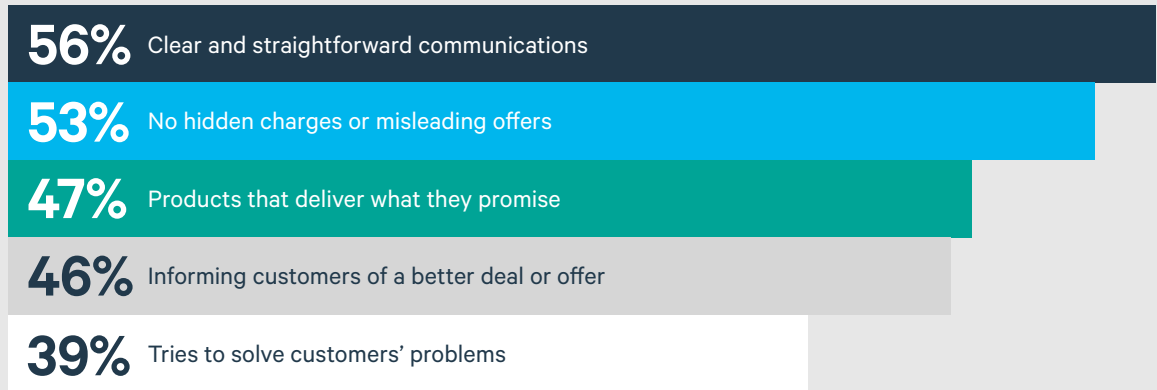 56% Clear and straightforward communications
53% No hidden charges or misleading offers
47% Products that deliver what they promise
46% Informing customers of a better deal or offer
39% Tries to solve customers’ problems